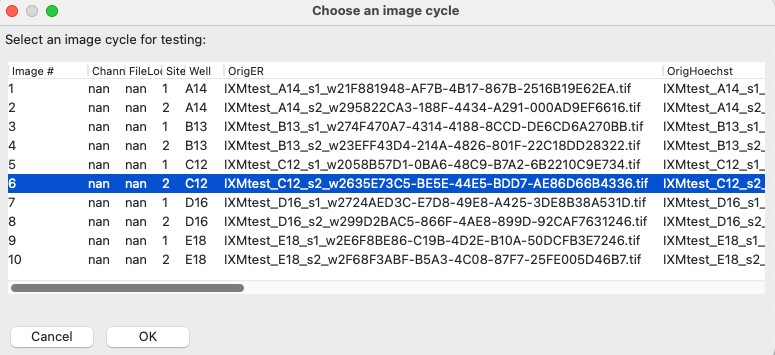 Choose an image cycle
Select an image cycle for testing:
Image # Chann FileLoc Site Well OrigER OrigHoechst
1 nan nan 1 A14 IXMtest_A14_s1_w21F881948-AF7B-4B17-867B-2516B19E62EA.tif IXMtest_A14_s1_
2 nan nan 2 A14 IXMtest_A14_s2_w295822CA3-188F-4434-A291-000AD9EF6616.tif IXMtest_A14_s2_
3 nan nan 1 B13 IXMtest_B13_s1_w274F470A7-4314-4188-8CCD-DE6CD6A270BB.tif IXMtest_B13_s1_
4 nan nan 2 B13 IXMtest_B13_s2_w23EFF43D4-214A-4826-801F-22C18DD28322.tif IXMtest_B13_s2_
5 nan nan 1 C12 IXMtest_C12_s1_w2058B57D1-0BA6-48C9-B7A2-6B2210C9E734.tif IXMtest_C12_s1_
6 nan nan 2 C12 IXMtest_C12_s2_w2635E73C5-BE5E-44E5-BDD7-AE86D66B4336.tif IXMtest_C12_s2_
7 nan nan 1 D16 IXMtest_D16_s1_w2724AED3C-E7D8-49E8-A425-3DE8B38A531D.tif IXMtest_D16_s1_
8 nan nan 2 D16 IXMtest_D16_s2_w299D2BAC5-866F-4AE8-899D-92CAF7631246.tif IXMtest_D16_s2_
9 nan nan 1 E18 IXMtest_E18_s1_w2E6F8BE86-C19B-4D2E-B10A-50DCFB3E7246.tif IXMtest_E18_s1_
10 nan nan 2 E18 IXMtest_E18_s2_w2F68F3ABF-B5A3-4C08-87F7-25FE005D46B7.tif IXMtest_E18_s2_
Cancel OK